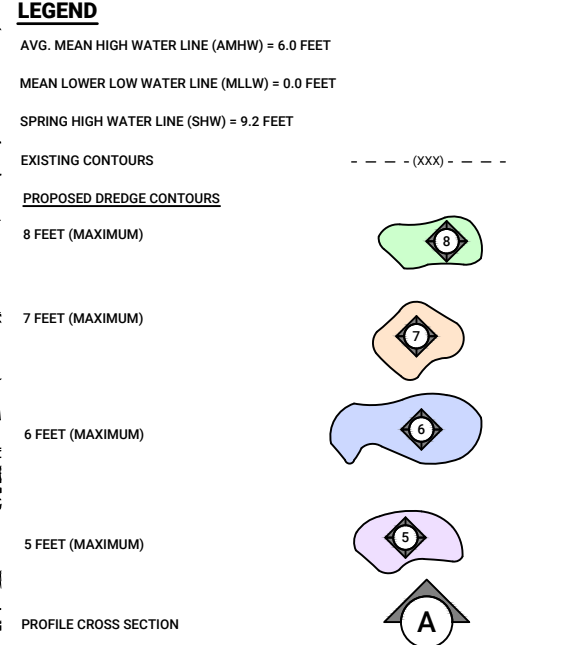 LEGEND
AVG. MEAN HIGH WATER LINE (AMHW) = 6.0 FEET
MEAN LOWER LOW WATER LINE (MLLW) = 0.0 FEET
SPRING HIGH WATER LINE (SHW) = 9.2 FEET
EXISTING CONTOURS (XXX)
PROPOSED DREDGE CONTOURS
8 FEET (MAXIMUM) 8
7 FEET (MAXIMUM) 7
6 FEET (MAXIMUM) 6
5 FEET (MAXIMUM) 5
PROFILE CROSS SECTION A